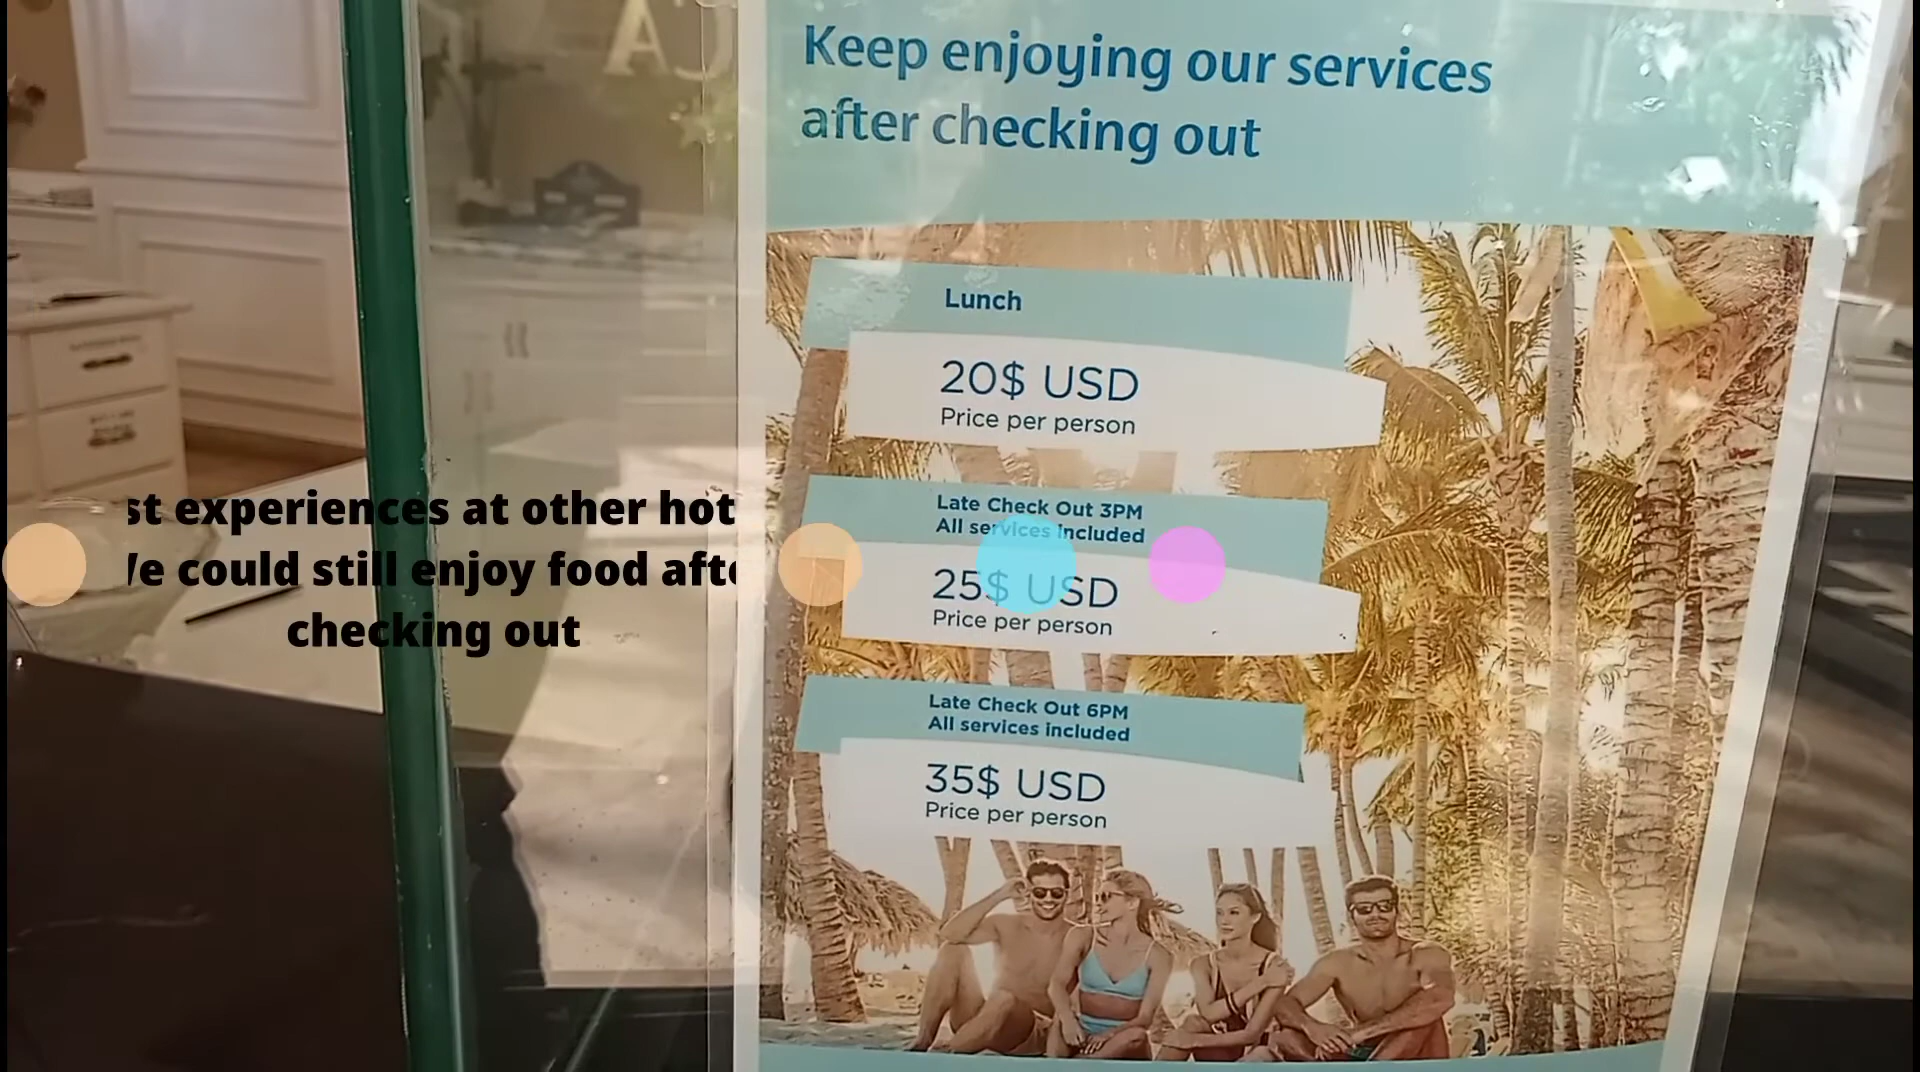 Keep enjoying our services
after checking out
Lunch
20$ USD
Price per person
Late Check Out 3PM
All services included
25$ USD
Price per person
Late Check Out 6PM
All services included
35$ USD
Price per person
experiences at other
could still enjoy food
checking out